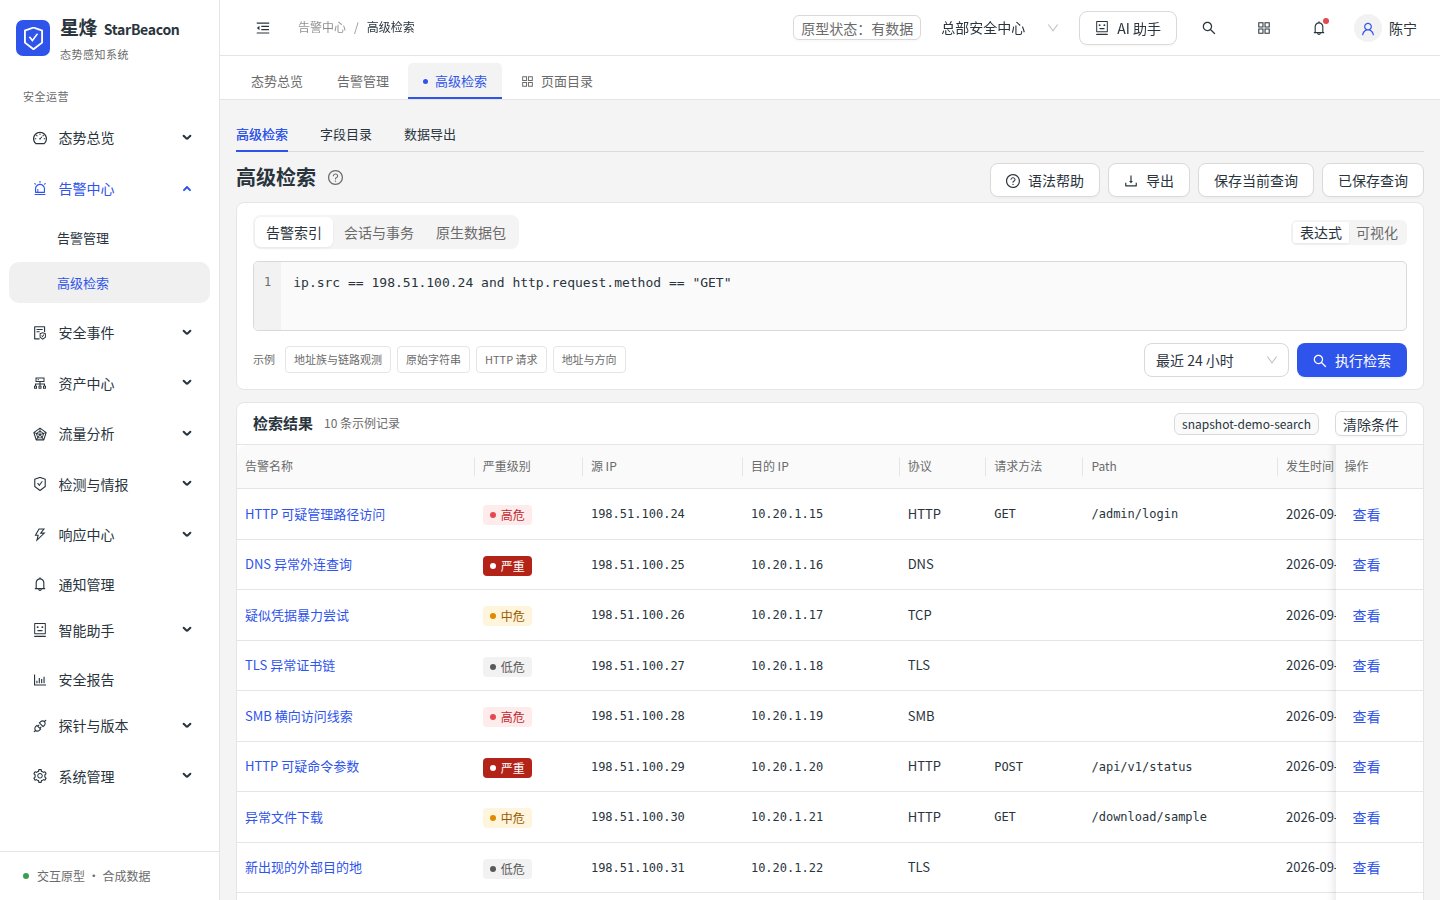 星烽 StarBeacon
态势感知系统
安全运营
态势总览
告警中心
告警管理
高级检索
安全事件
资产中心
流量分析
检测与情报
响应中心
通知管理
智能助手
安全报告
探针与版本
系统管理
交互原型 · 合成数据
告警中心 / 高级检索
原型状态：有数据
总部安全中心
AI 助手
陈宁
态势总览 告警管理 高级检索 页面目录
高级检索 字段目录 数据导出
高级检索
语法帮助 导出 保存当前查询 已保存查询
告警索引 会话与事务 原生数据包
表达式 可视化
1 ip.src == 198.51.100.24 and http.request.method == "GET"
示例 地址族与链路观测 原始字符串 HTTP 请求 地址与方向
最近 24 小时 执行检索
检索结果 10 条示例记录
snapshot-demo-search 清除条件
告警名称 严重级别 源 IP 目的 IP 协议 请求方法 Path 发生时间 操作
HTTP 可疑管理路径访问 高危 198.51.100.24 10.20.1.15 HTTP GET /admin/login 2026-09- 查看
DNS 异常外连查询 严重 198.51.100.25 10.20.1.16 DNS 2026-09- 查看
疑似凭据暴力尝试 中危 198.51.100.26 10.20.1.17 TCP 2026-09- 查看
TLS 异常证书链 低危 198.51.100.27 10.20.1.18 TLS 2026-09- 查看
SMB 横向访问线索 高危 198.51.100.28 10.20.1.19 SMB 2026-09- 查看
HTTP 可疑命令参数 严重 198.51.100.29 10.20.1.20 HTTP POST /api/v1/status 2026-09- 查看
异常文件下载 中危 198.51.100.30 10.20.1.21 HTTP GET /download/sample 2026-09- 查看
新出现的外部目的地 低危 198.51.100.31 10.20.1.22 TLS 2026-09- 查看